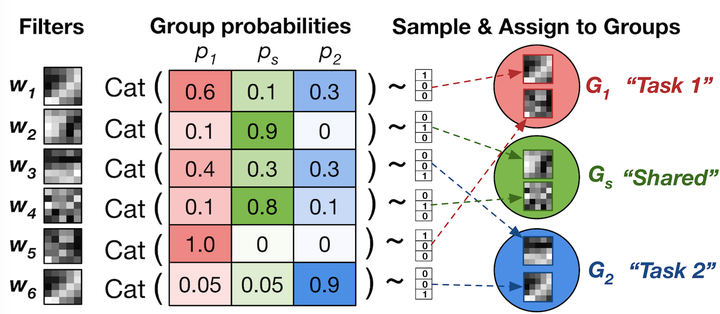 Filters Group probabilities Sample & Assign to Groups
p1 ps p2
w1 Cat ( 0.6 0.1 0.3 ) ~ 1 0 0 G1 "Task 1"
w2 Cat ( 0.1 0.9 0 ) ~ 0 1 0
w3 Cat ( 0.4 0.3 0.3 ) ~ 0 0 1 Gs "Shared"
w4 Cat ( 0.1 0.8 0.1 ) ~ 0 1 0
w5 Cat ( 1.0 0 0 ) ~ 1 0 0
w6 Cat ( 0.05 0.05 0.9 ) ~ 0 0 1 G2 "Task 2"